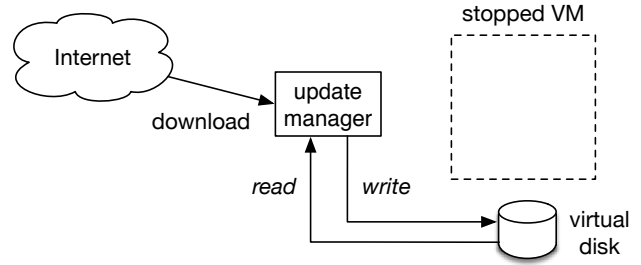 stopped VM
Internet
update
manager
download
read
write
virtual
disk